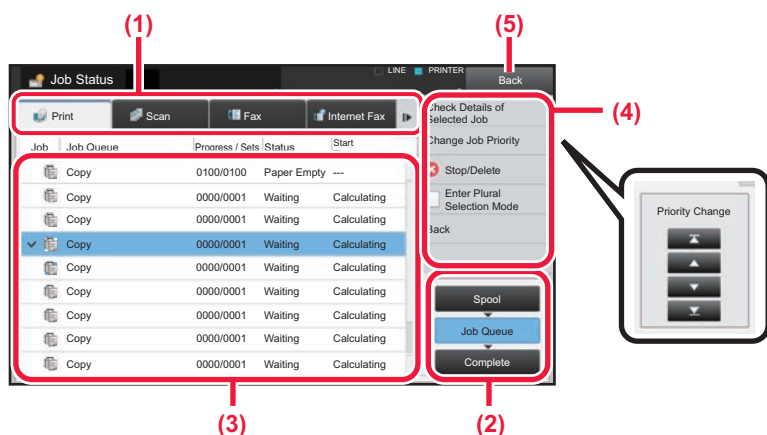 (1)
(5)
LINE
PRINTER
Job Status
Back
Print
Scan
Fax
Internet Fax
Check Details of
Selected Job
(4)
Job
Job Queue
Progress / Sets
Status
Start
Change Job Priority
Copy
0100/0100
Paper Empty
---
Stop/Delete
Copy
0000/0001
Waiting
Calculating
Enter Plural
Selection Mode
Copy
0000/0001
Waiting
Calculating
Back
Copy
0000/0001
Waiting
Calculating
Copy
0000/0001
Waiting
Calculating
Copy
0000/0001
Waiting
Calculating
Copy
0000/0001
Waiting
Calculating
Copy
0000/0001
Waiting
Calculating
Copy
0000/0001
Waiting
Calculating
Spool
Job Queue
Complete
Priority Change
(3)
(2)